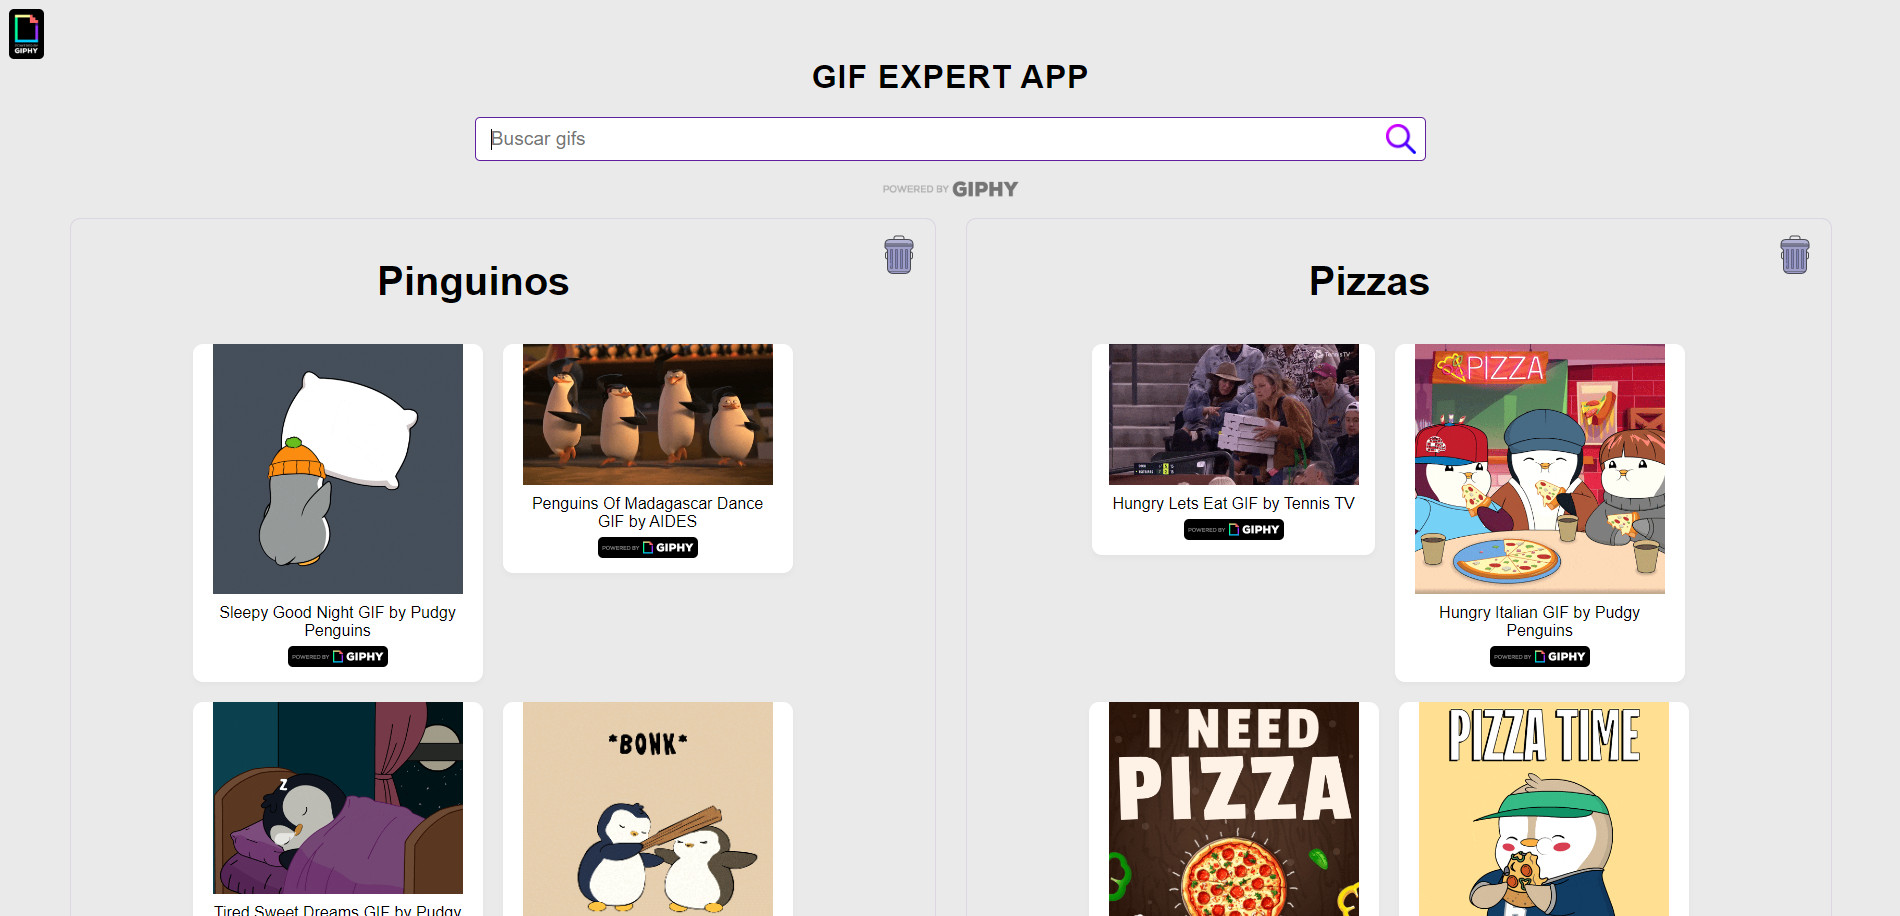 GIPHY
GIF EXPERT APP
Buscar gifs
POWERED BY GIPHY
Pinguinos
Sleepy Good Night GIF by Pudgy
Penguins
POWERED BY GIPHY
Penguins Of Madagascar Dance
GIF by AIDES
POWERED BY GIPHY
Z
Tired Sweet Dreams GIF by Pudgy
*BONK*
Pizzas
Tennis TV
Hungry Lets Eat GIF by Tennis TV
POWERED BY GIPHY
PIZZA
Hungry Italian GIF by Pudgy
Penguins
POWERED BY GIPHY
I NEED
PIZZA
PIZZA TIME